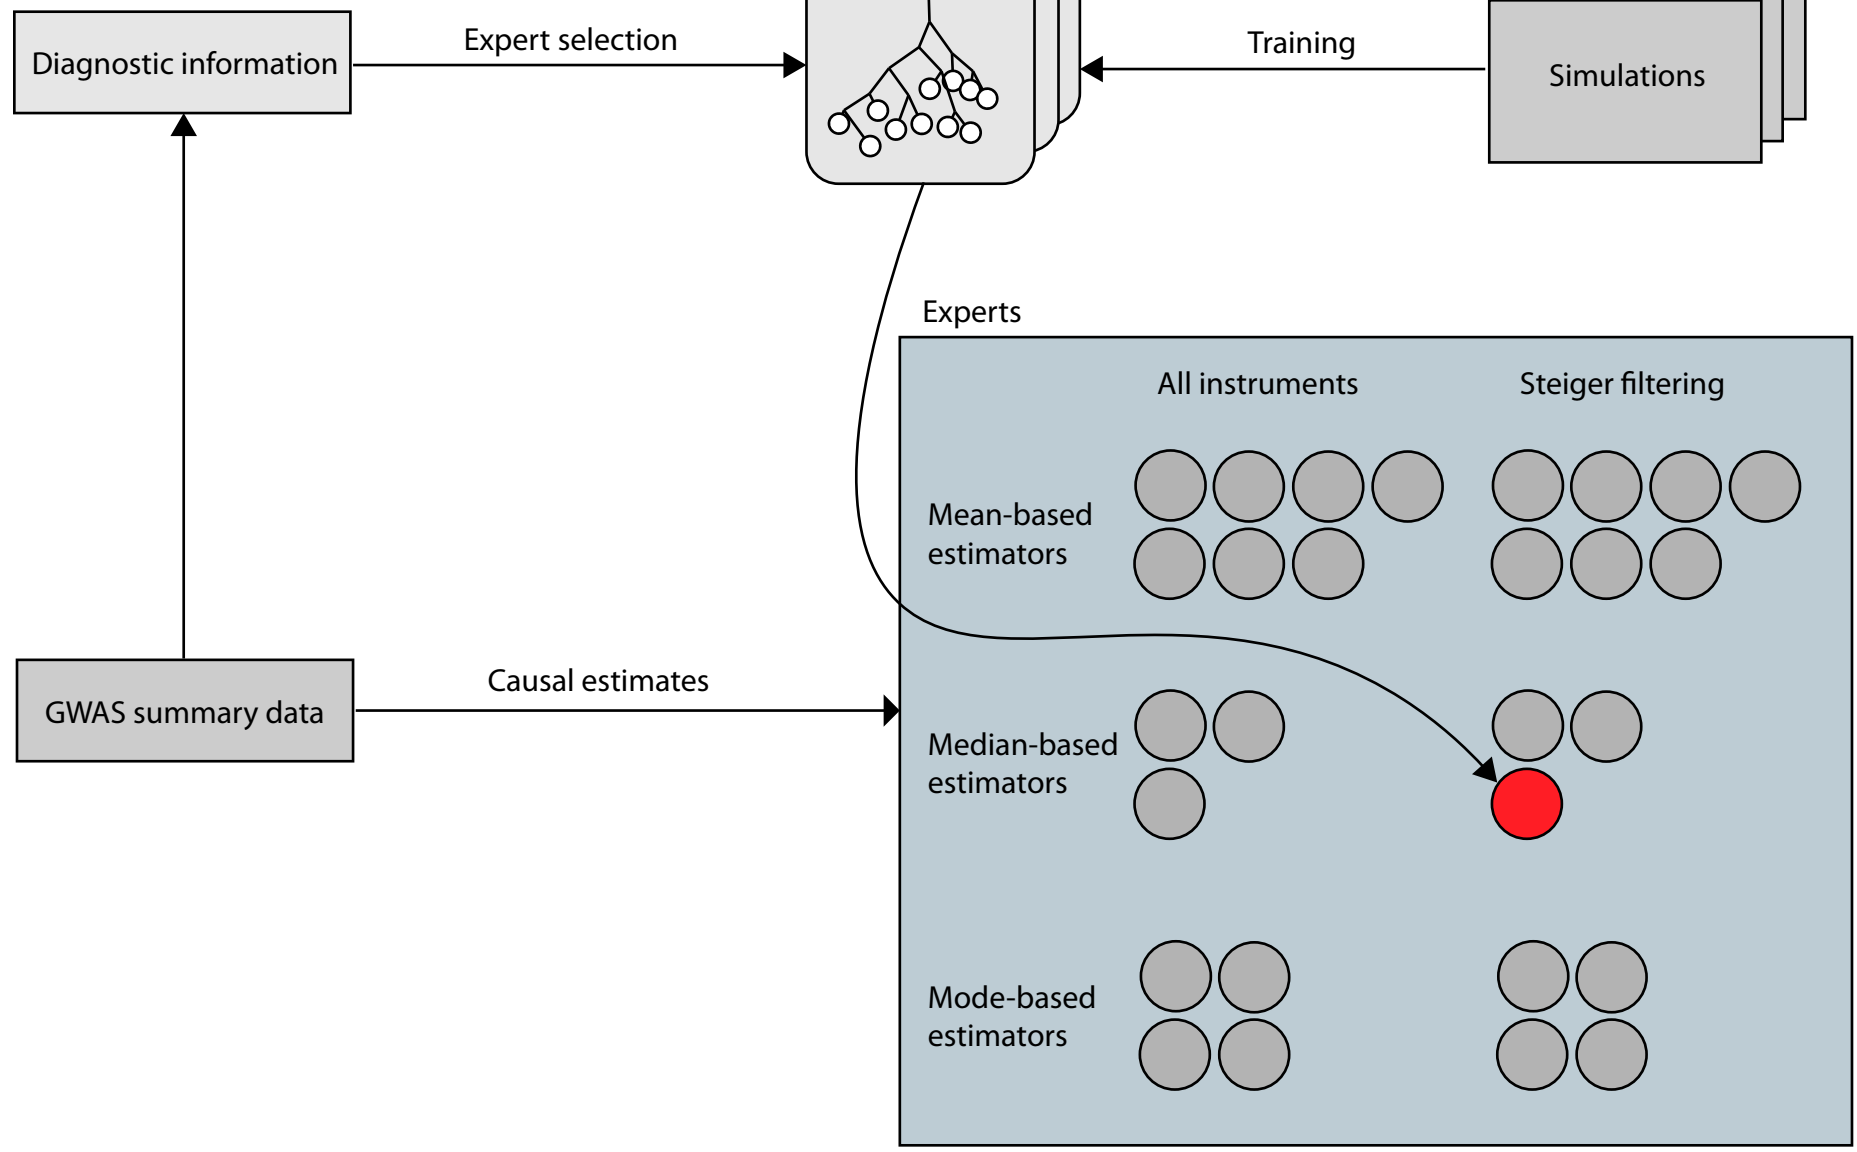 Diagnostic information
Expert selection
Training
Simulations
Experts
All instruments
Steiger filtering
Mean-based
estimators
GWAS summary data
Causal estimates
Median-based
estimators
Mode-based
estimators